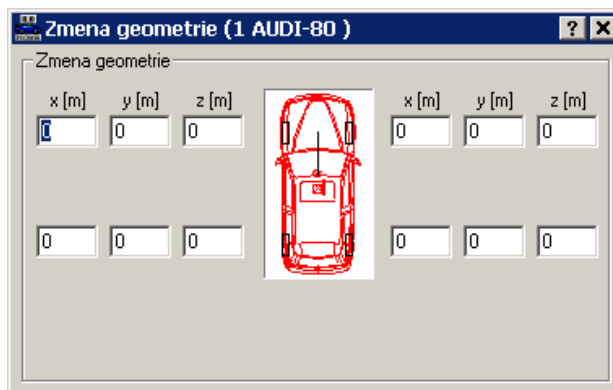 Zmena geometrie (1 AUDI-80 )
Zmena geometrie
x [m] y [m] z [m] x [m] y [m] z [m]
0 0 0 0 0 0
0 0 0 0 0 0